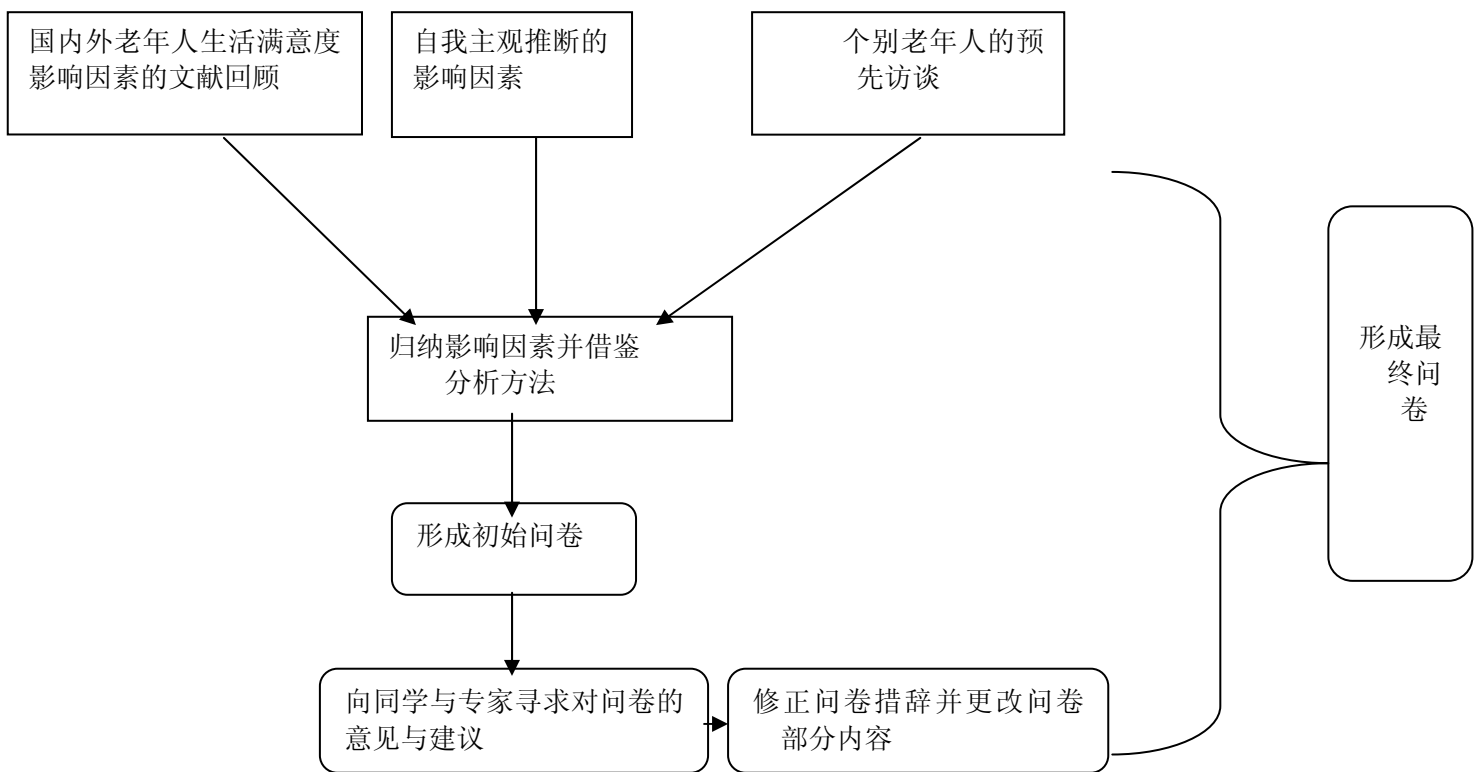 国内外老年人生活满意度
影响因素的文献回顾
自我主观推断的
影响因素
个别老年人的预
先访谈
归纳影响因素并借鉴
分析方法
形成初始问卷
向同学与专家寻求对问卷的
意见与建议
修正问卷措辞并更改问卷
部分内容
形成最
终问
卷